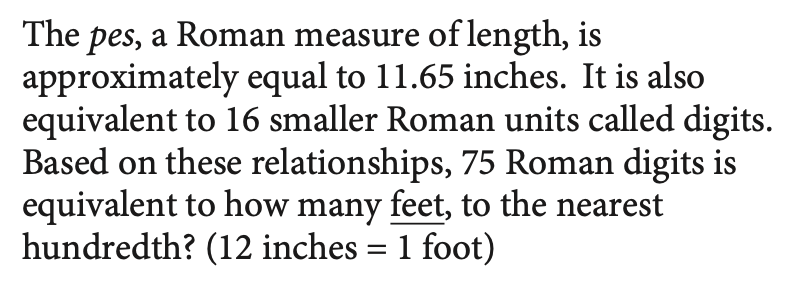 The pes, a Roman measure of length, is
approximately equal to 11.65 inches.  It is also
equivalent to 16 smaller Roman units called digits.
Based on these relationships, 75 Roman digits is
equivalent to how many feet, to the nearest
hundredth? (12 inches = 1 foot)